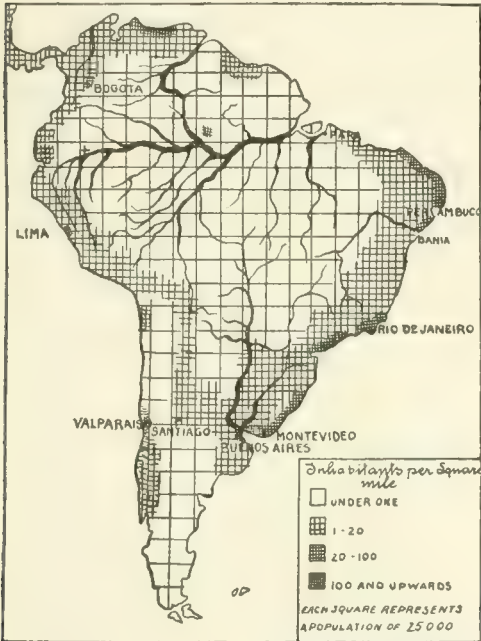 BOGOTA
PARA
PERNAMBUCO
BAHIA
LIMA
RIO DE JANEIRO
VALPARAISO
SANTIAGO
MONTEVIDEO
BUENOS AIRES
Inhabitants per Square
mile
UNDER ONE
1-20
20-100
100 AND UPWARDS
EACH SQUARE REPRESENTS
A POPULATION OF 25000